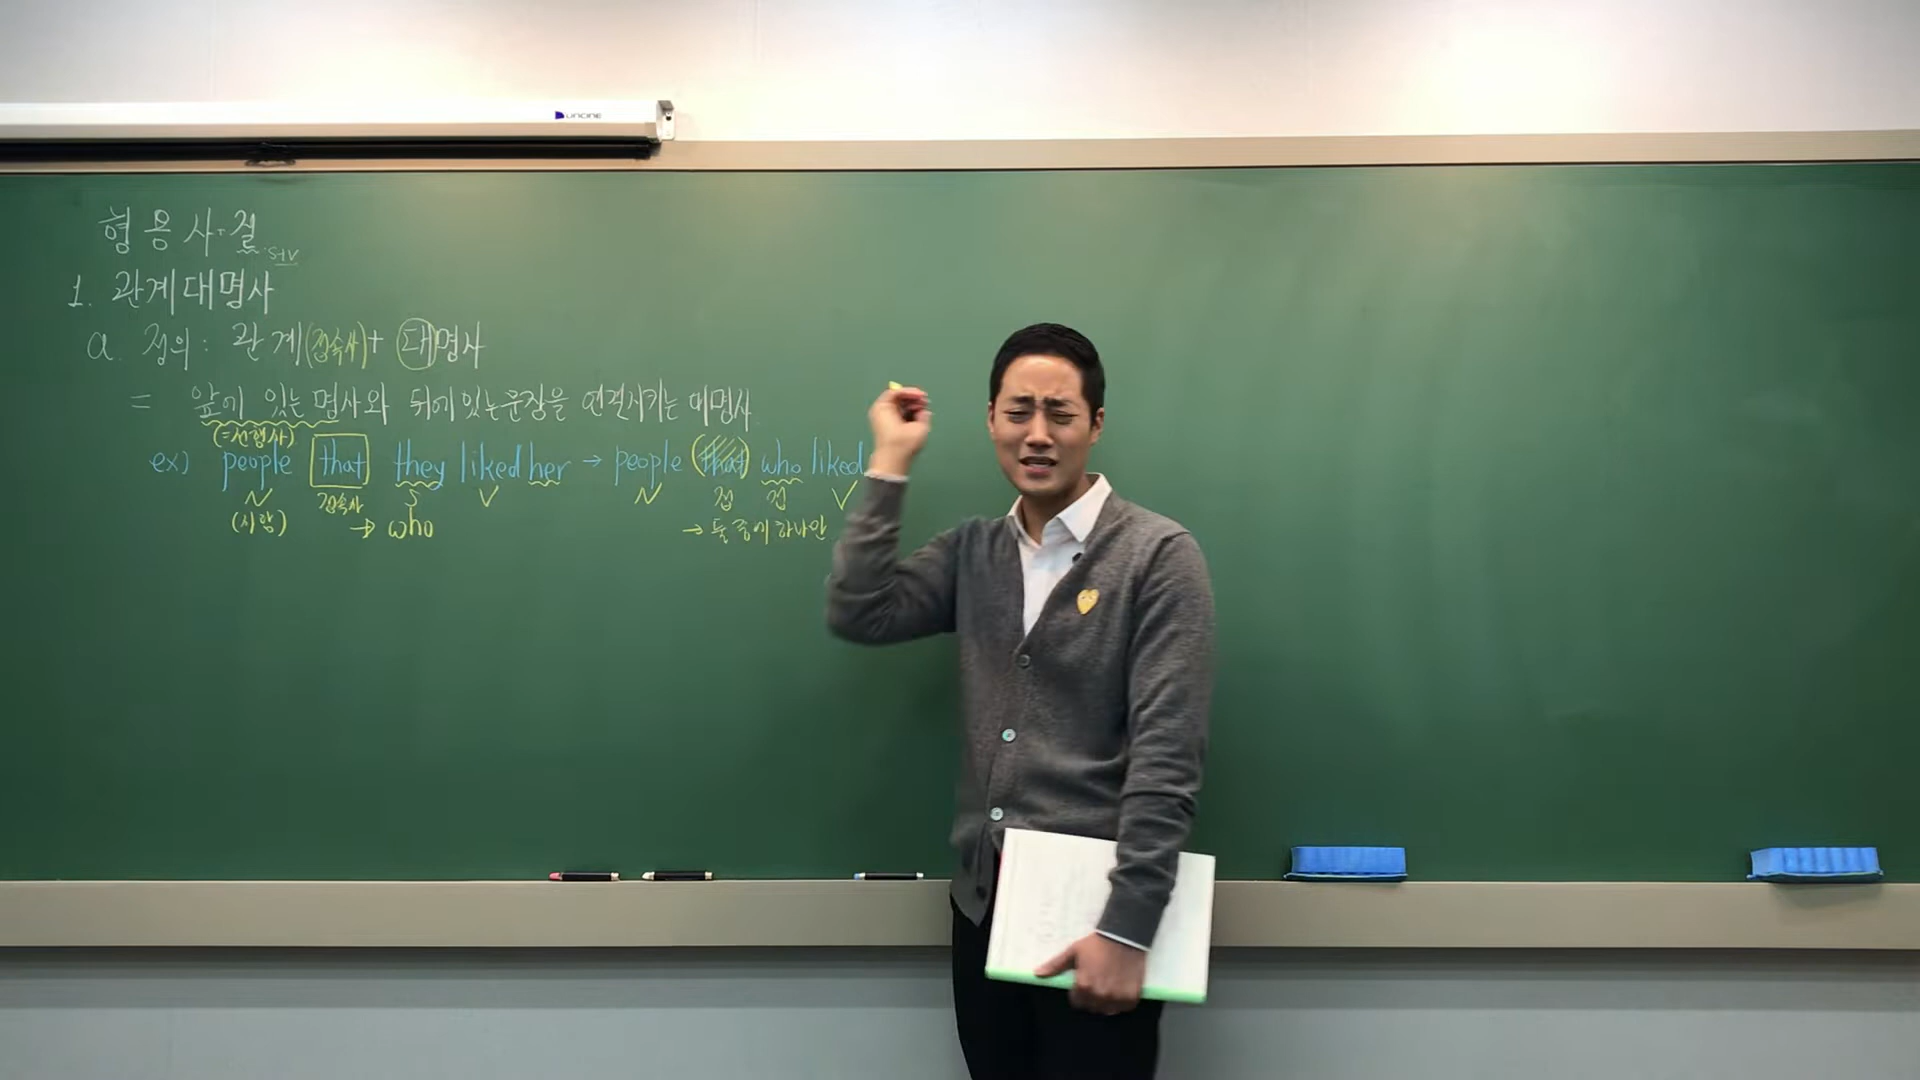 UNCINE
형용사·절
S+V
1. 관계대명사
a. 정의: 관계(접속사)+ 대명사
= 앞에 있는 명사와 뒤에 있는 문장을 연결시키는 대명사
(=선행사)
ex) people that they liked her → people (that) who liked
N 접속사 S V N 접 접 V
(사람) → who → 둘 중에 하나만